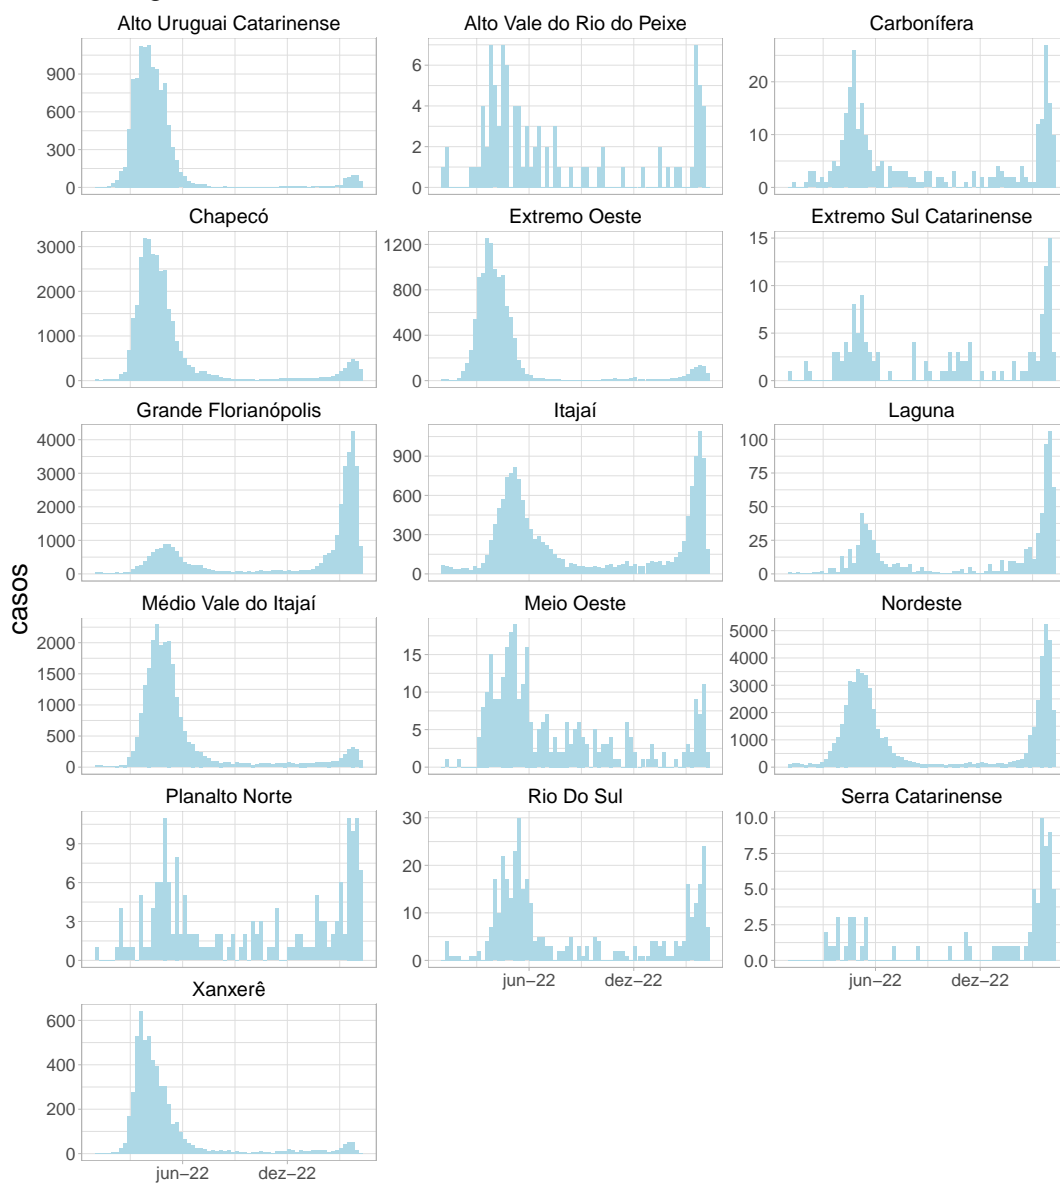 Alto Uruguai Catarinense Alto Vale do Rio do Peixe Carbonífera
900 6 20
600 4
300 2 10
0 0 0
Chapecó Extremo Oeste Extremo Sul Catarinense
3000 1200 15
2000 800 10
1000 400 5
0 0 0
Grande Florianópolis Itajaí Laguna
4000 900 100
3000 600 75
2000 300 50
1000 25
0 0 0
casos
Médio Vale do Itajaí Meio Oeste Nordeste
2000 15 5000
1500 10 4000
1000 5 3000
500 2000
1000
0 0 0
Planalto Norte Rio Do Sul Serra Catarinense
9 30 10.0
6 20 7.5
3 10 5.0
2.5
0 0 0.0
jun−22 dez−22 jun−22 dez−22
Xanxerê
600
400
200
0
jun−22 dez−22